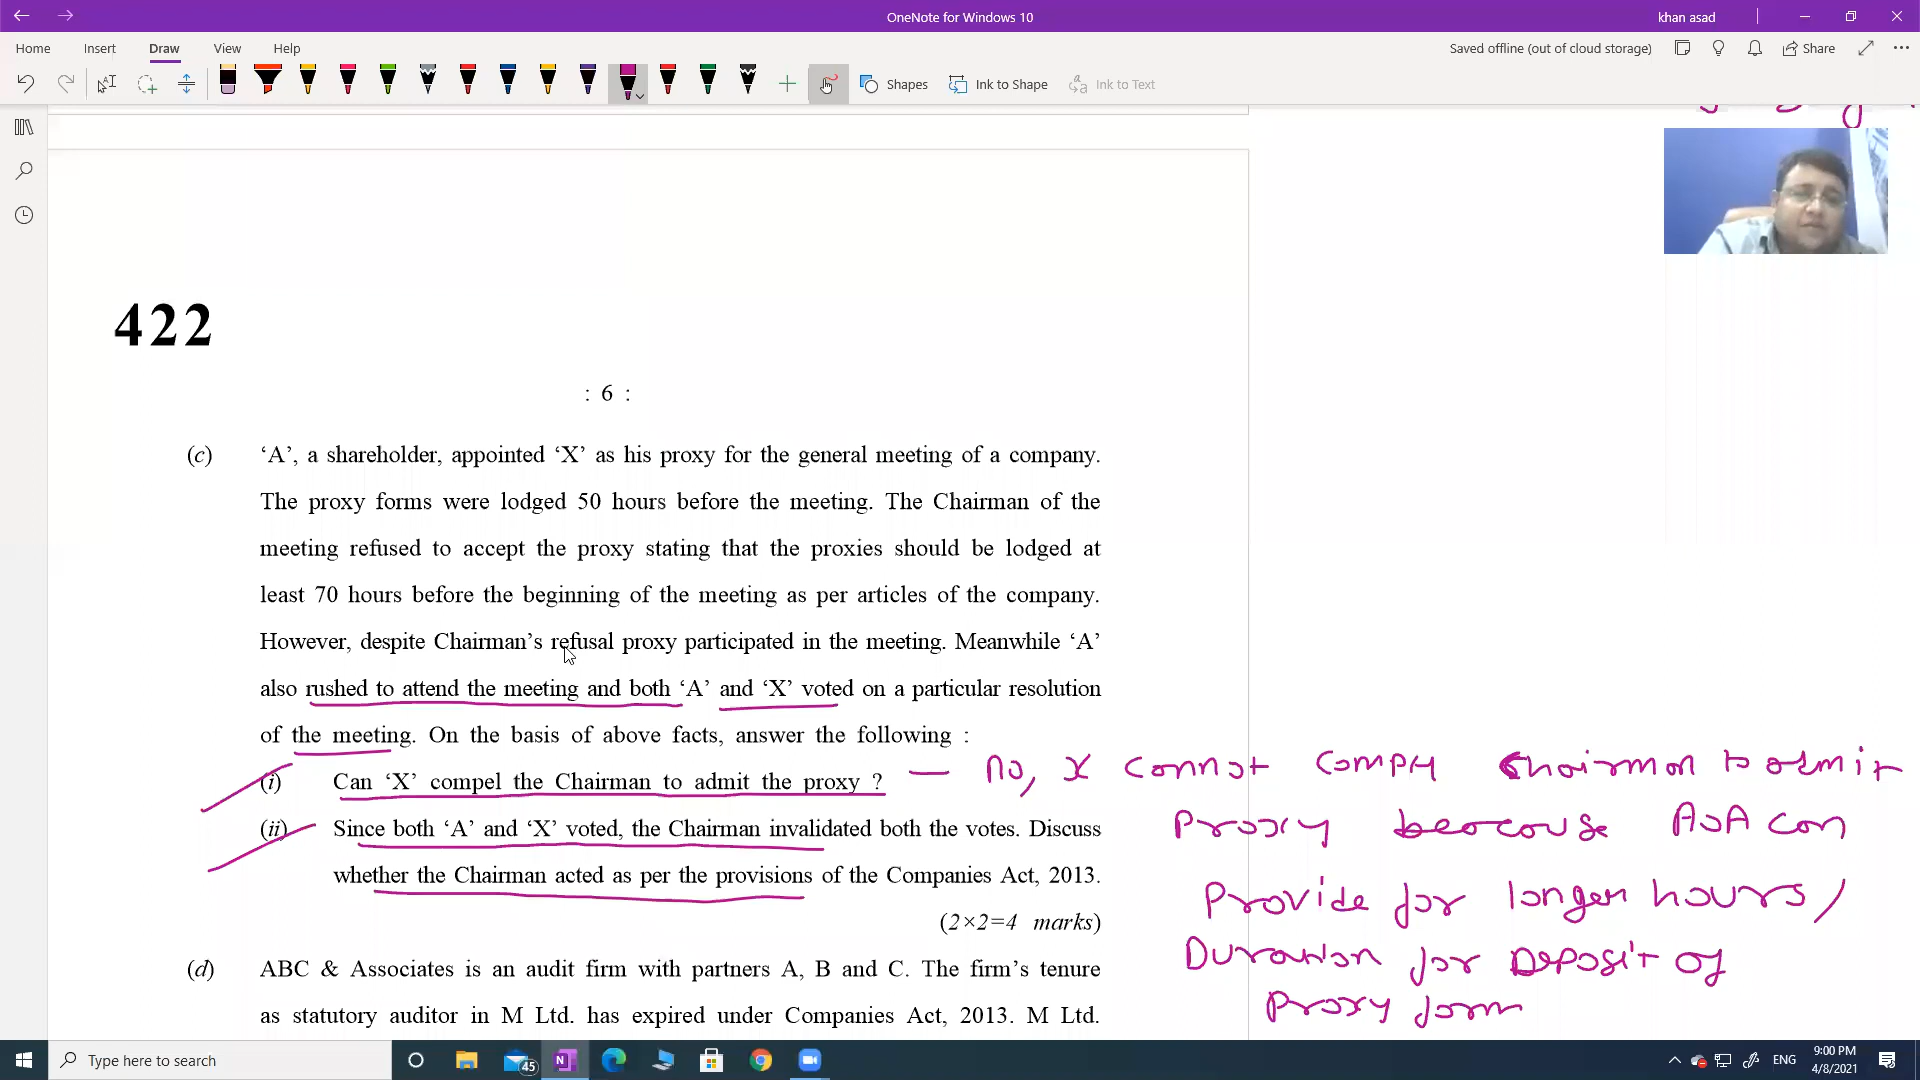 OneNote for Windows 10
khan asad
Home Insert Draw View Help
Saved offline (out of cloud storage)
Share
Shapes
Ink to Shape
Ink to Text
422
: 6 :
(c) ‘A’, a shareholder, appointed ‘X’ as his proxy for the general meeting of a company.
The proxy forms were lodged 50 hours before the meeting. The Chairman of the
meeting refused to accept the proxy stating that the proxies should be lodged at
least 70 hours before the beginning of the meeting as per articles of the company.
However, despite Chairman’s refusal proxy participated in the meeting. Meanwhile ‘A’
also rushed to attend the meeting and both ‘A’ and ‘X’ voted on a particular resolution
of the meeting. On the basis of above facts, answer the following :
(i) Can ‘X’ compel the Chairman to admit the proxy ?
— No, X cannot compel Chairman to admit
Proxy because AoA can
Provide for longer hours/
Duration for Deposit of
Proxy form
(ii) Since both ‘A’ and ‘X’ voted, the Chairman invalidated both the votes. Discuss
whether the Chairman acted as per the provisions of the Companies Act, 2013.
(2×2=4 marks)
(d) ABC & Associates is an audit firm with partners A, B and C. The firm’s tenure
as statutory auditor in M Ltd. has expired under Companies Act, 2013. M Ltd.
Type here to search
45
ENG
9:00 PM
4/8/2021